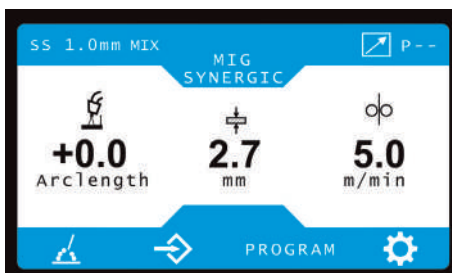 SS 1.0mm MIX
MIG
SYNERGIC
P--
+0.0
Arclength
2.7
mm
5.0
m/min
PROGRAM